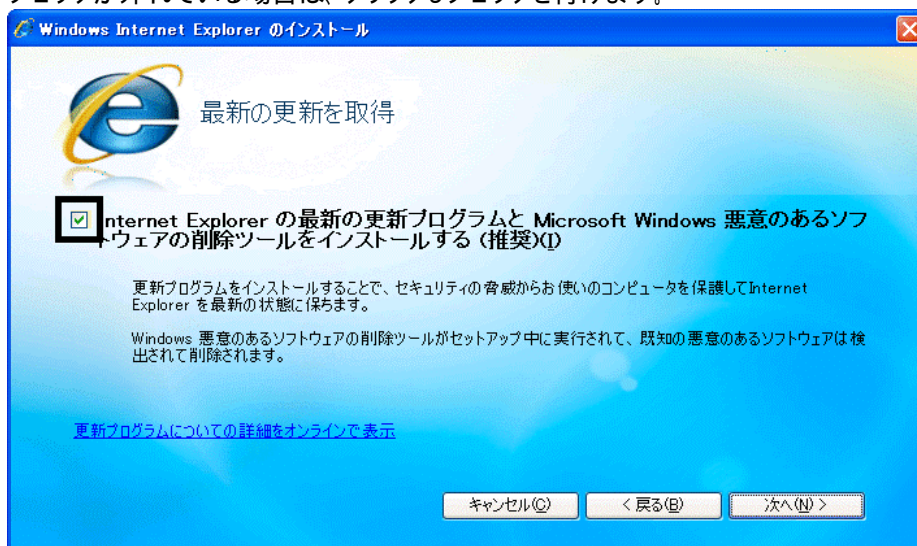 チェックが外れている場合は、クリックしチェックを付けます。
Windows Internet Explorer のインストール
最新の更新を取得
Internet Explorer の最新の更新プログラムと Microsoft Windows 悪意のあるソフ
トウェアの削除ツールをインストールする (推奨)(I)
更新プログラムをインストールすることで、セキュリティの脅威からお使いのコンピュータを保護してInternet
Explorer を最新の状態に保ちます。
Windows 悪意のあるソフトウェアの削除ツールがセットアップ中に実行されて、既知の悪意のあるソフトウェアは検
出されて削除されます。
更新プログラムについての詳細をオンラインで表示
キャンセル(C)
< 戻る(B)
次へ(N) >